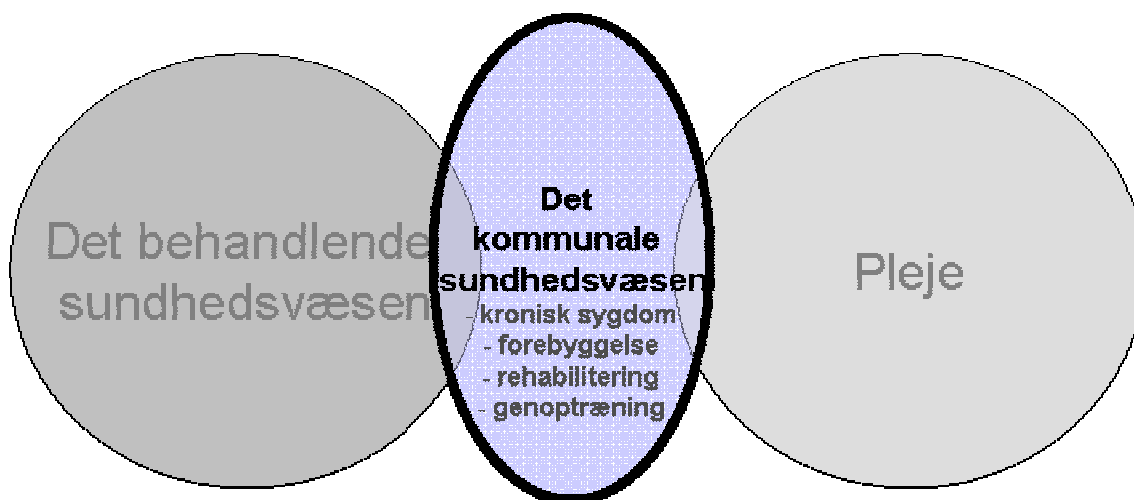 Det behandlende
sundhedsvæsen
Det
kommunale
sundhedsvæsen
- kronisk sygdom
- forebyggelse
- rehabilitering
- genoptræning
Pleje